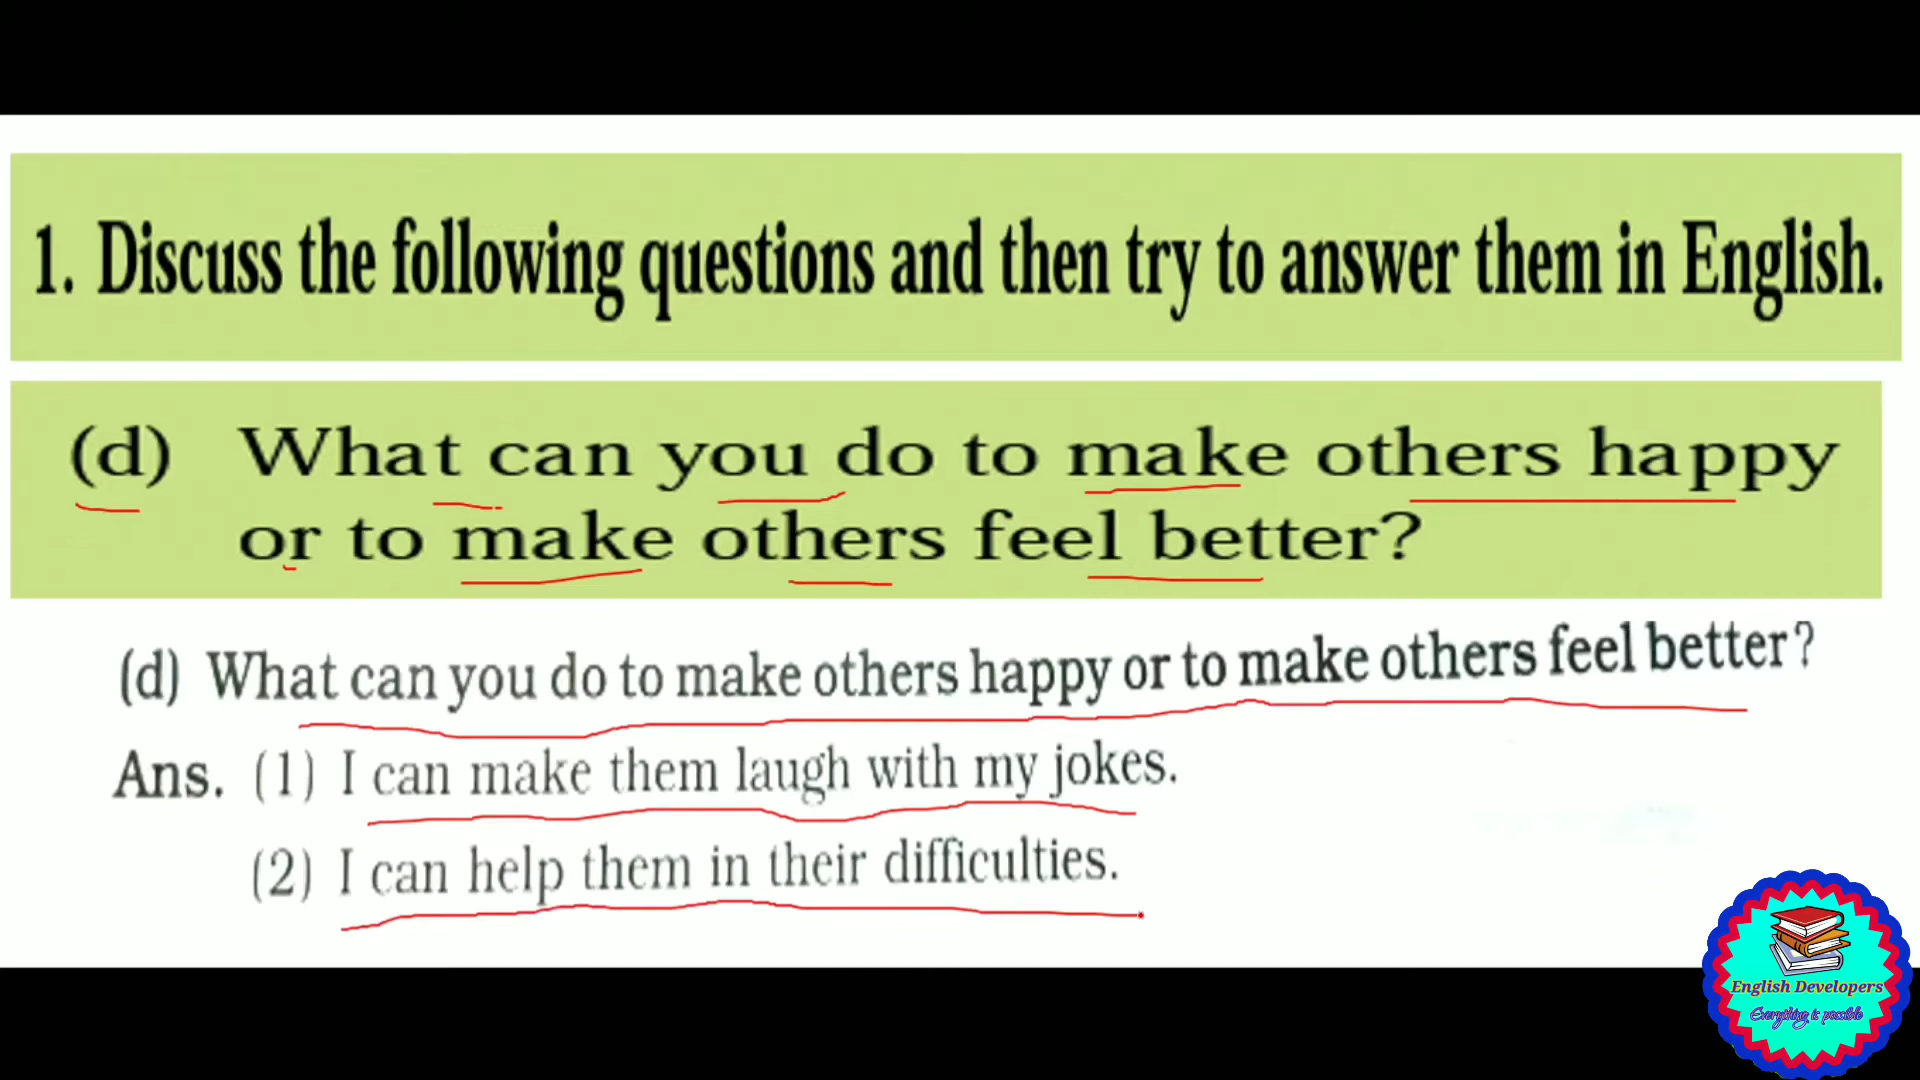 1. Discuss the following questions and then try to answer them in English.
(d) What can you do to make others happy
or to make others feel better?
(d) What can you do to make others happy or to make others feel better?
Ans. (1) I can make them laugh with my jokes.
(2) I can help them in their difficulties.
English Developers
Everything is possible